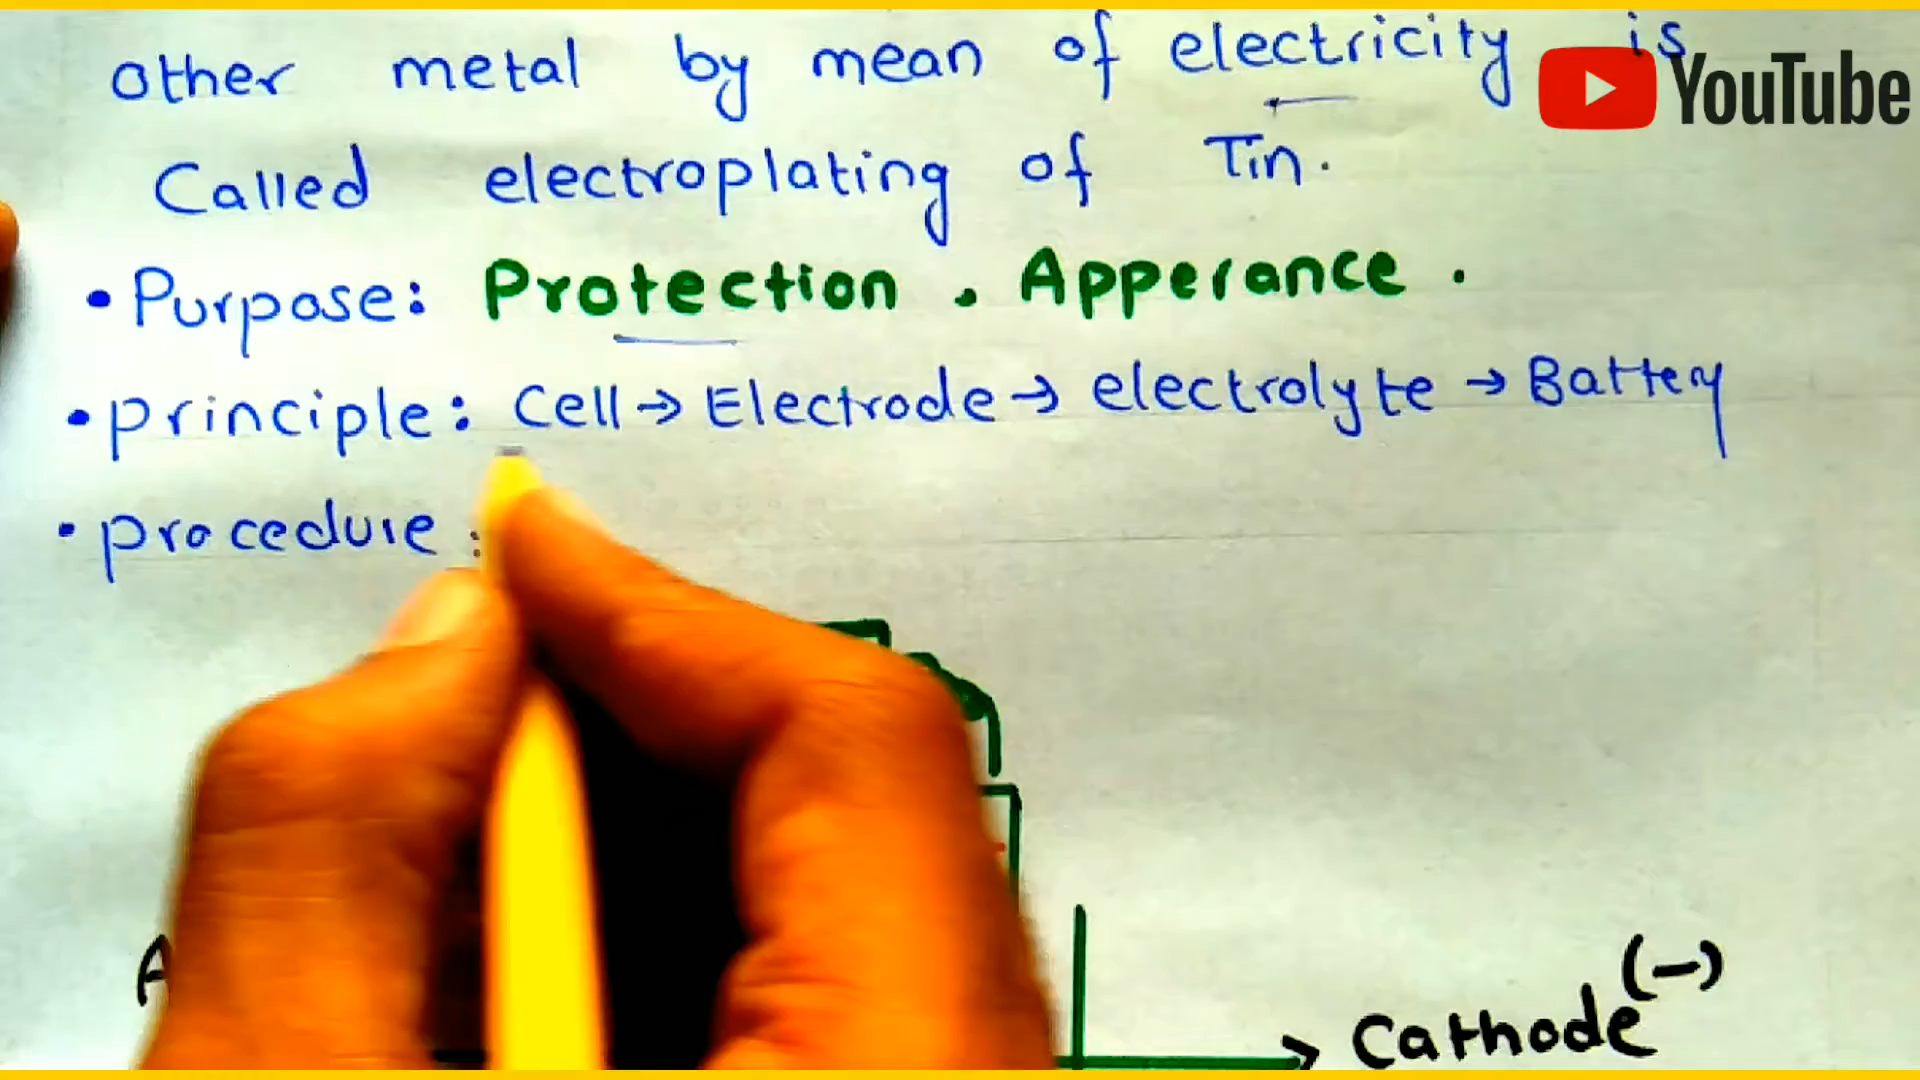 other metal by mean of electricity is
YouTube
Called electroplating of Tin.
• Purpose: Protection . Apperance .
• principle: Cell → Electrode → electrolyte → Battery
• procedure :
A
(-)
Cathode